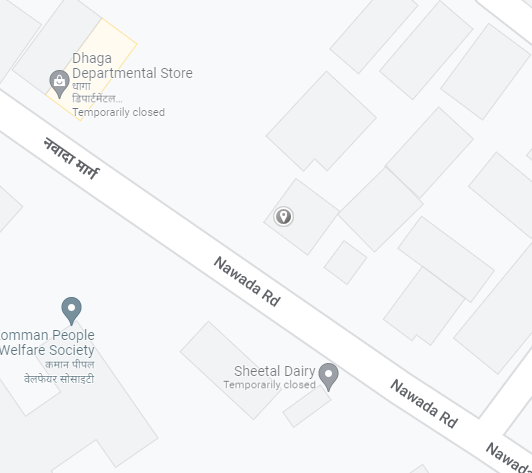 Dhaga
Departmental Store
धागा
डिपार्टमेंटल...
Temporarily closed
नवादा मार्ग
Nawada Rd
omman People
Welfare Society
कमान पीपल
वेलफेयर सोसाइटी
Sheetal Dairy
Temporarily closed
Nawada Rd
Nawada